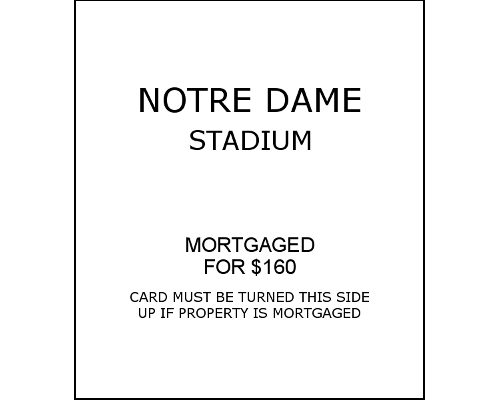 NOTRE DAME
STADIUM
MORTGAGED
FOR $160
CARD MUST BE TURNED THIS SIDE
UP IF PROPERTY IS MORTGAGED